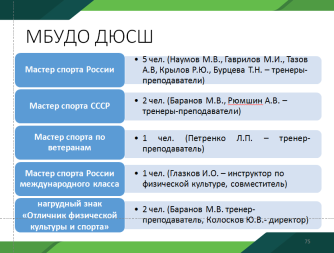 МБУДО ДЮСШ
Мастер спорта России
• 5 чел. (Наумов М.В., Гаврилов М.И., Тазов
А.В, Крылов Р.Ю., Бурцева Т.Н. – тренеры-
преподаватели)
Мастер спорта СССР
• 2 чел. (Баранов М.В., Рюмшин А.В. –
тренеры-преподаватели)
Мастер спорта по
ветеранам
• 1 чел. (Петренко Л.П. – тренер-
преподаватель)
Мастер спорта России
международного класса
• 1 чел. (Глазков И.О. – инструктор по
физической культуре, совместитель)
нагрудный знак
«Отличник физической
культуры и спорта»
• 2 чел. (Баранов М.В. тренер-
преподаватель, Колосков Ю.В.- директор)